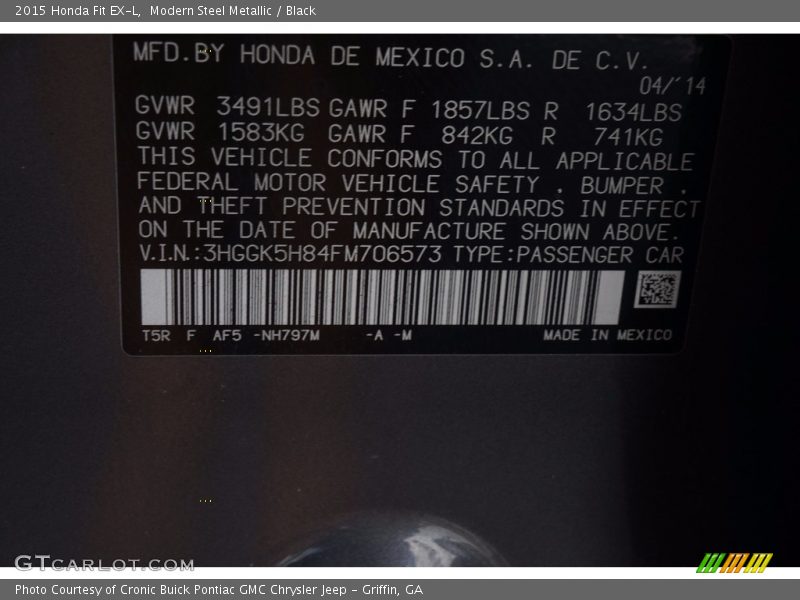 2015 Honda Fit EX-L, Modern Steel Metallic / Black
MFD.BY HONDA DE MEXICO S.A. DE C.V.
04/'14
GVWR 3491LBS GAWR F 1857LBS R 1634LBS
GVWR 1583KG GAWR F 842KG R 741KG
THIS VEHICLE CONFORMS TO ALL APPLICABLE
FEDERAL MOTOR VEHICLE SAFETY . BUMPER .
AND THEFT PREVENTION STANDARDS IN EFFECT
ON THE DATE OF MANUFACTURE SHOWN ABOVE.
V.I.N.:3HGGK5H84FM706573 TYPE:PASSENGER CAR
T5R F AF5 -NH797M -A -M MADE IN MEXICO
GTCARLOT.COM
Photo Courtesy of Cronic Buick Pontiac GMC Chrysler Jeep - Griffin, GA